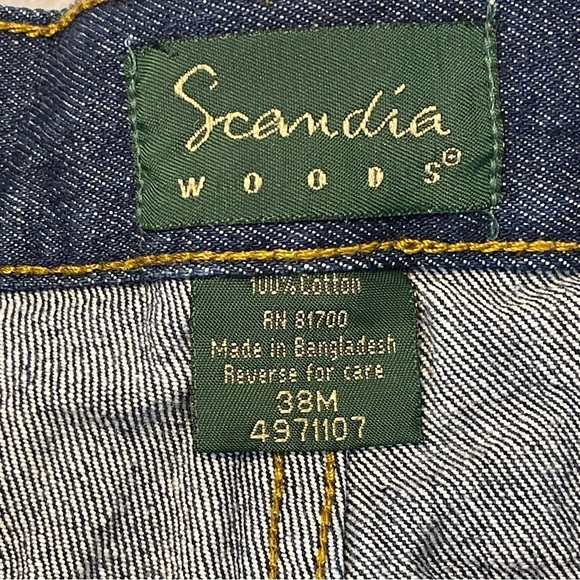 Scandia
WOODS
100% Cotton
RN 81700
Made in Bangladesh
Reverse for care
38M
4971107